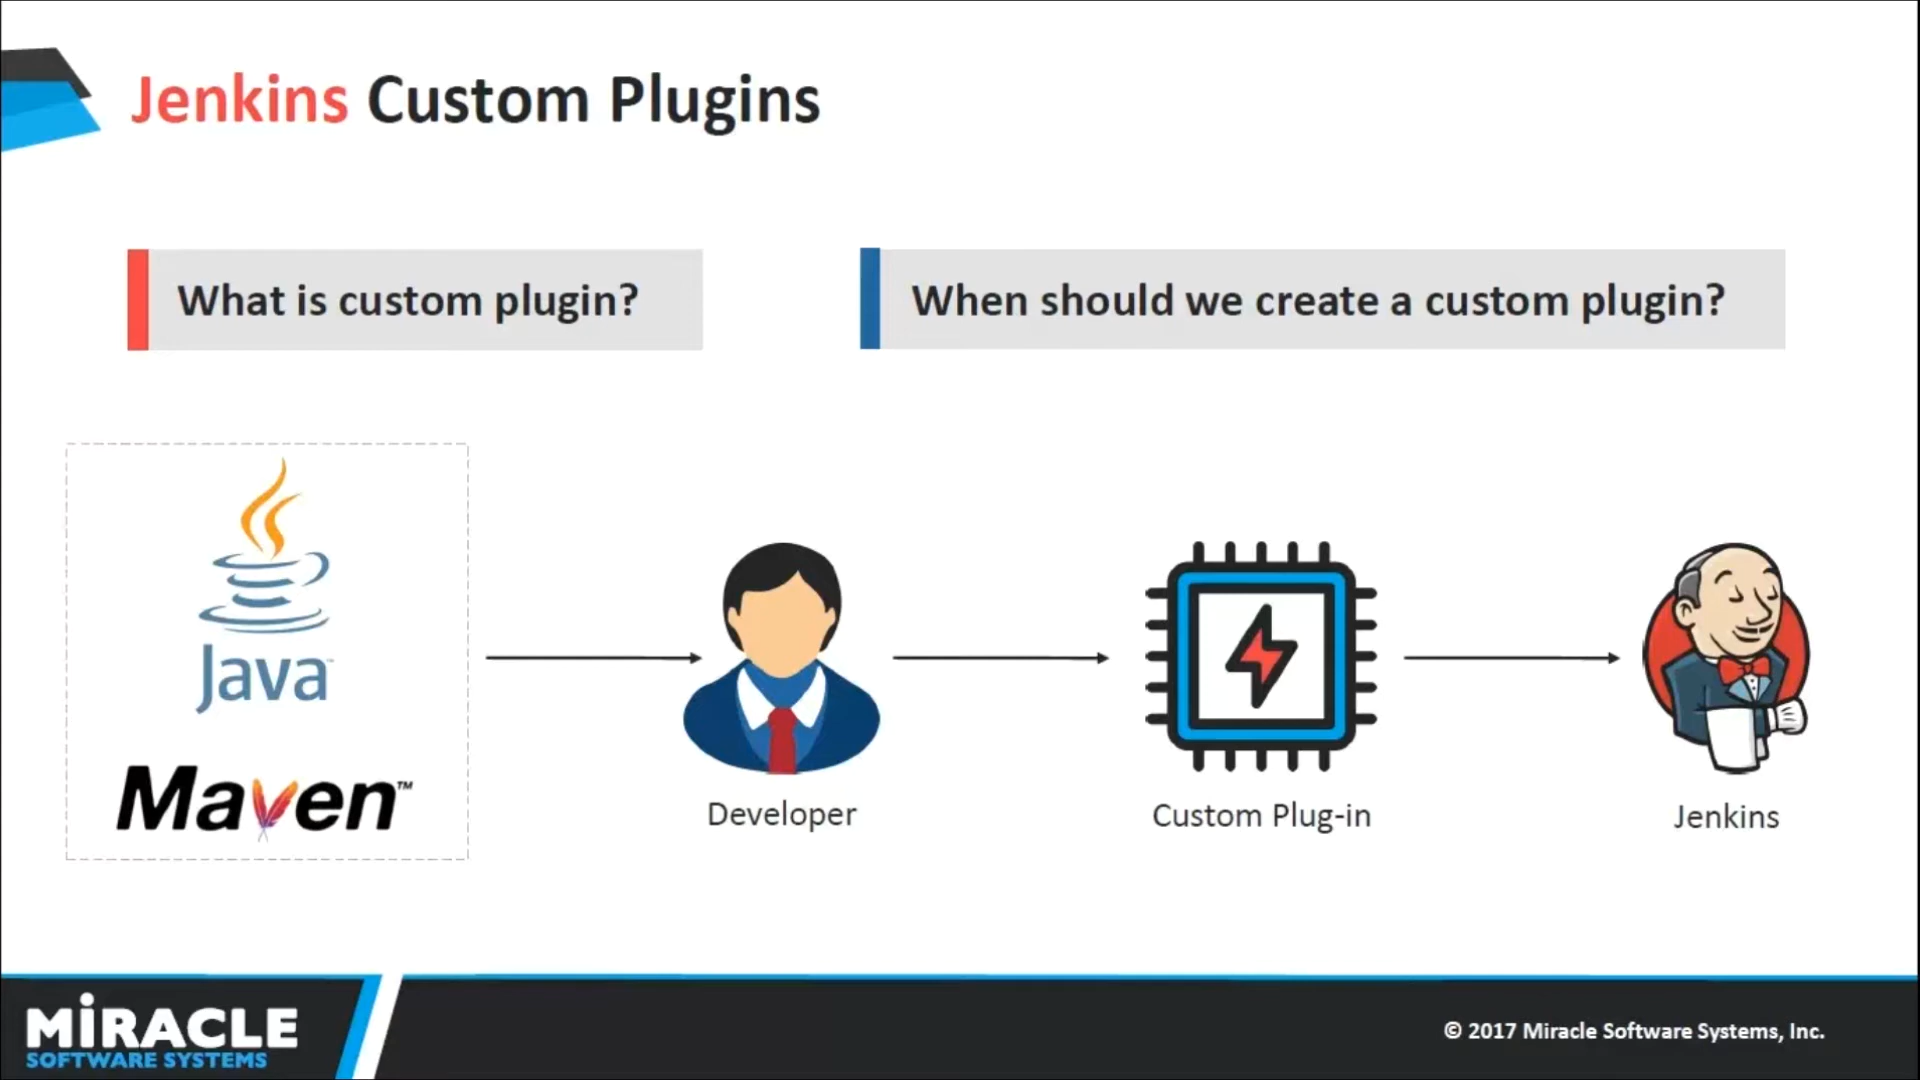 Jenkins Custom Plugins
What is custom plugin?
When should we create a custom plugin?
Java
Maven™
Developer
Custom Plug-in
Jenkins
MiRACLE
SOFTWARE SYSTEMS
© 2017 Miracle Software Systems, Inc.